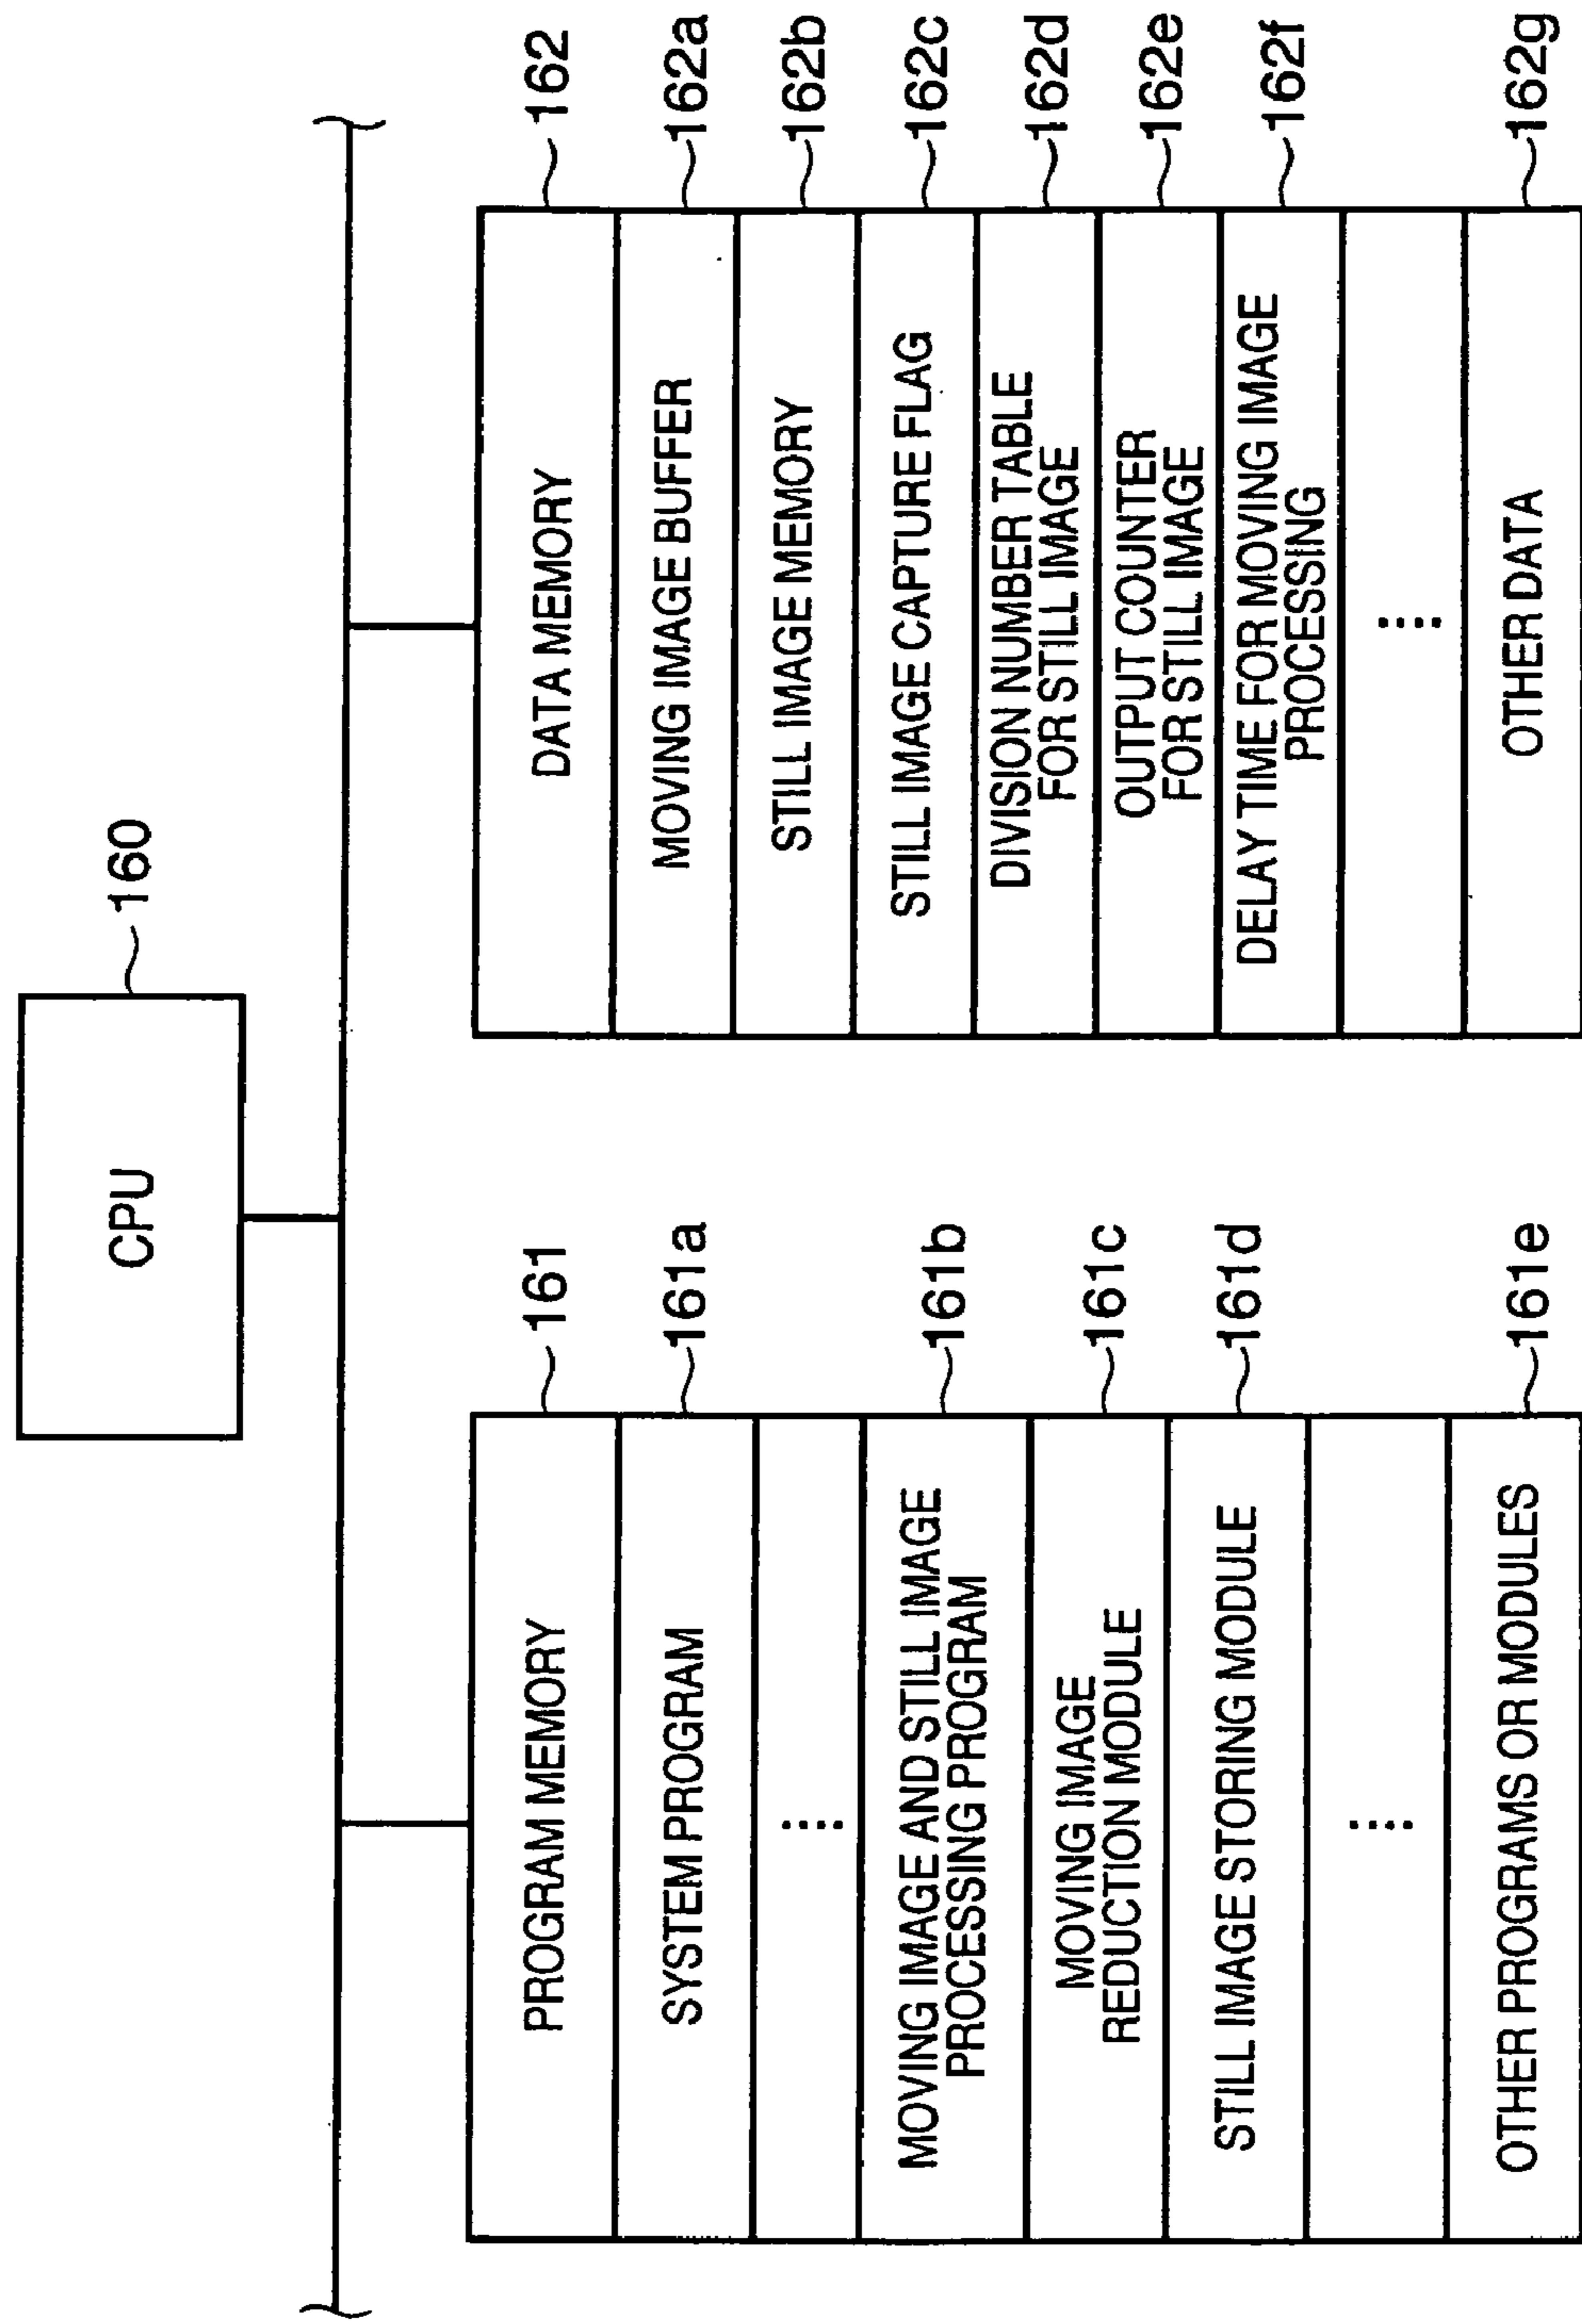 CPU
160
PROGRAM MEMORY
161
SYSTEM PROGRAM
161a
⋮
MOVING IMAGE AND STILL IMAGE
PROCESSING PROGRAM
161b
MOVING IMAGE
REDUCTION MODULE
161c
STILL IMAGE STORING MODULE
161d
⋮
OTHER PROGRAMS OR MODULES
161e
DATA MEMORY
162
MOVING IMAGE BUFFER
162a
STILL IMAGE MEMORY
162b
STILL IMAGE CAPTURE FLAG
162c
DIVISION NUMBER TABLE
FOR STILL IMAGE
162d
OUTPUT COUNTER
FOR STILL IMAGE
162e
DELAY TIME FOR MOVING IMAGE
PROCESSING
162f
⋮
OTHER DATA
162g